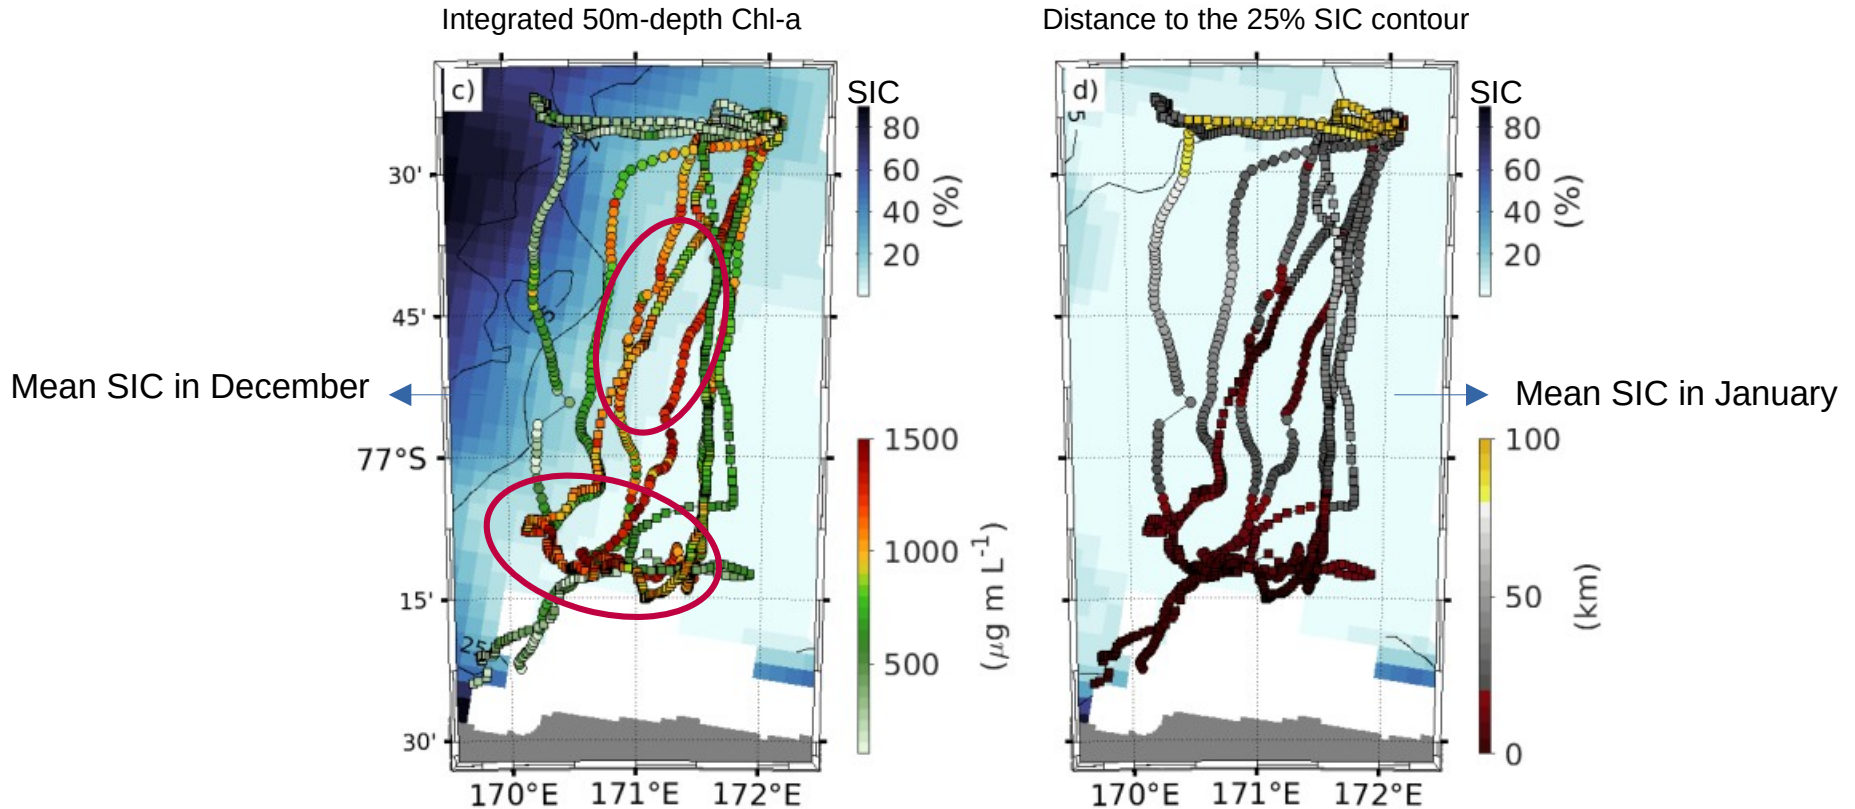 Integrated 50m-depth Chl-a
Distance to the 25% SIC contour
c)
SIC
80
60
40
20
(%)
d)
SIC
80
60
40
20
(%)
30'
45'
77°S
15'
30'
25
Mean SIC in December
Mean SIC in January
1500
1000
500
(µg m L⁻¹)
100
50
0
(km)
170°E
171°E
172°E
170°E
171°E
172°E